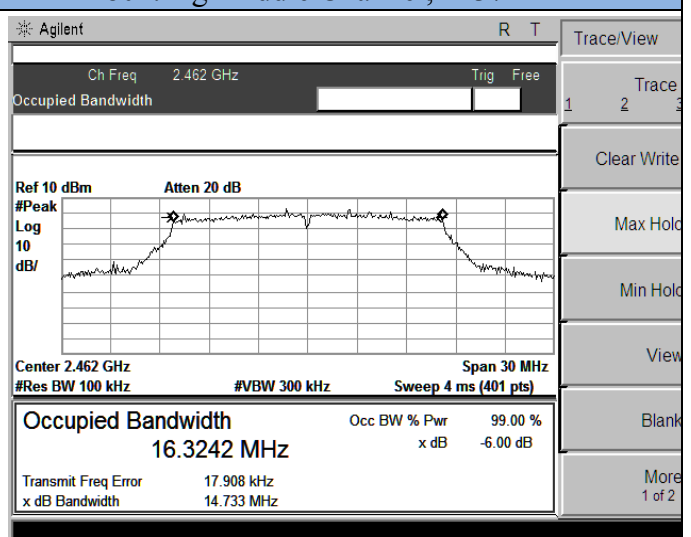 Agilent R T
Ch Freq 2.462 GHz Trig Free
Occupied Bandwidth
Ref 10 dBm Atten 20 dB
#Peak
Log
10
dB/
Center 2.462 GHz Span 30 MHz
#Res BW 100 kHz #VBW 300 kHz Sweep 4 ms (401 pts)
Occupied Bandwidth Occ BW % Pwr 99.00 %
16.3242 MHz x dB -6.00 dB
Transmit Freq Error 17.908 kHz
x dB Bandwidth 14.733 MHz
Trace/View
Trace
1 2 3
Clear Write
Max Hold
Min Hold
View
Blank
More
1 of 2